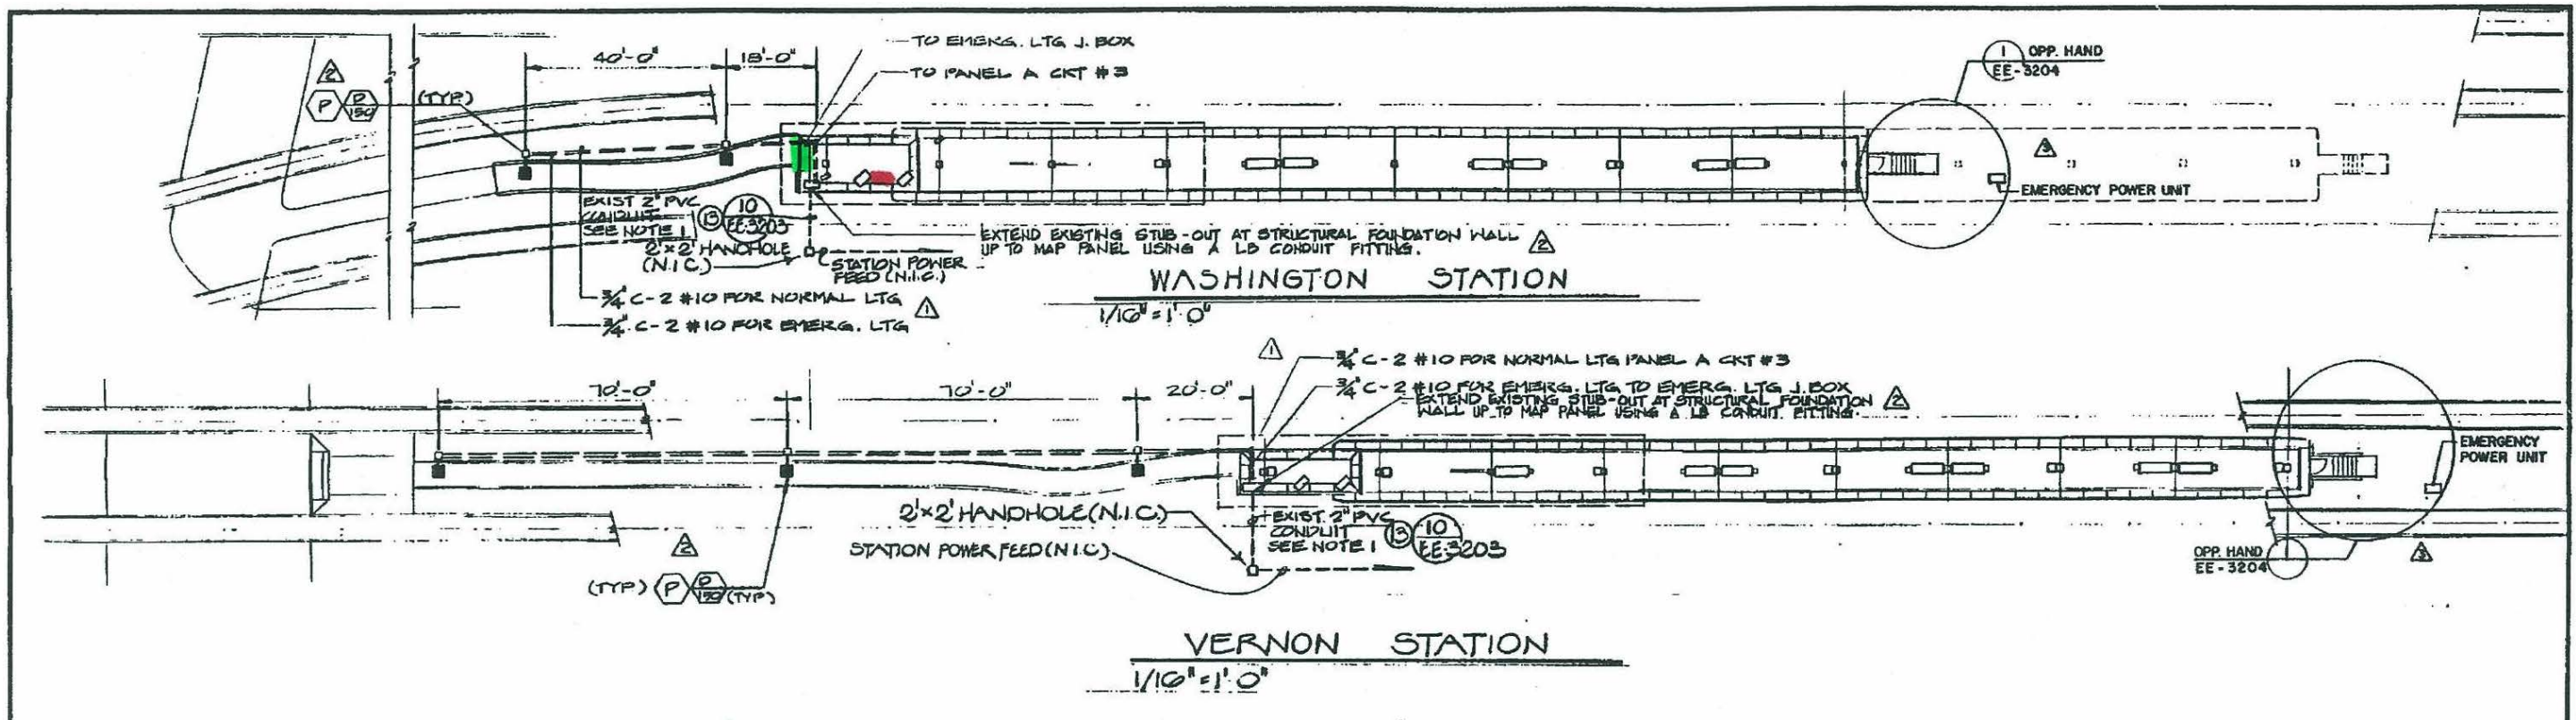 TO EMERG. LTG J. BOX
TO PANEL A CKT #3
40'-0"
18'-0"
2
P
P
150
(TYP)
1
OPP. HAND
EE-3204
3
EMERGENCY POWER UNIT
EXIST 2" PVC
CONDUIT
SEE NOTE 1
13
10
EE-3203
2'x2' HANDHOLE
(N.I.C.)
STATION POWER
FEED (N.I.C.)
EXTEND EXISTING STUB-OUT AT STRUCTURAL FOUNDATION WALL
UP TO MAP PANEL USING A LB CONDUIT FITTING.
2
WASHINGTON STATION
1/16"=1'-0"
3/4" C-2 #10 FOR NORMAL LTG
1
3/4" C-2 #10 FOR EMERG. LTG
1
3/4" C-2 #10 FOR NORMAL LTG PANEL A CKT #3
3/4" C-2 #10 FOR EMERG. LTG TO EMERG. LTG J. BOX
EXTEND EXISTING STUB-OUT AT STRUCTURAL FOUNDATION
WALL UP TO MAP PANEL USING A LB CONDUIT FITTING.
2
70'-0"
70'-0"
20'-0"
EMERGENCY
POWER UNIT
2'x2' HANDHOLE (N.I.C.)
STATION POWER FEED (N.I.C.)
EXIST. 2" PVC
CONDUIT
SEE NOTE 1
13
10
EE-3203
2
(TYP)
P
P
150
(TYP)
OPP. HAND
EE-3204
3
VERNON STATION
1/16"=1'-0"